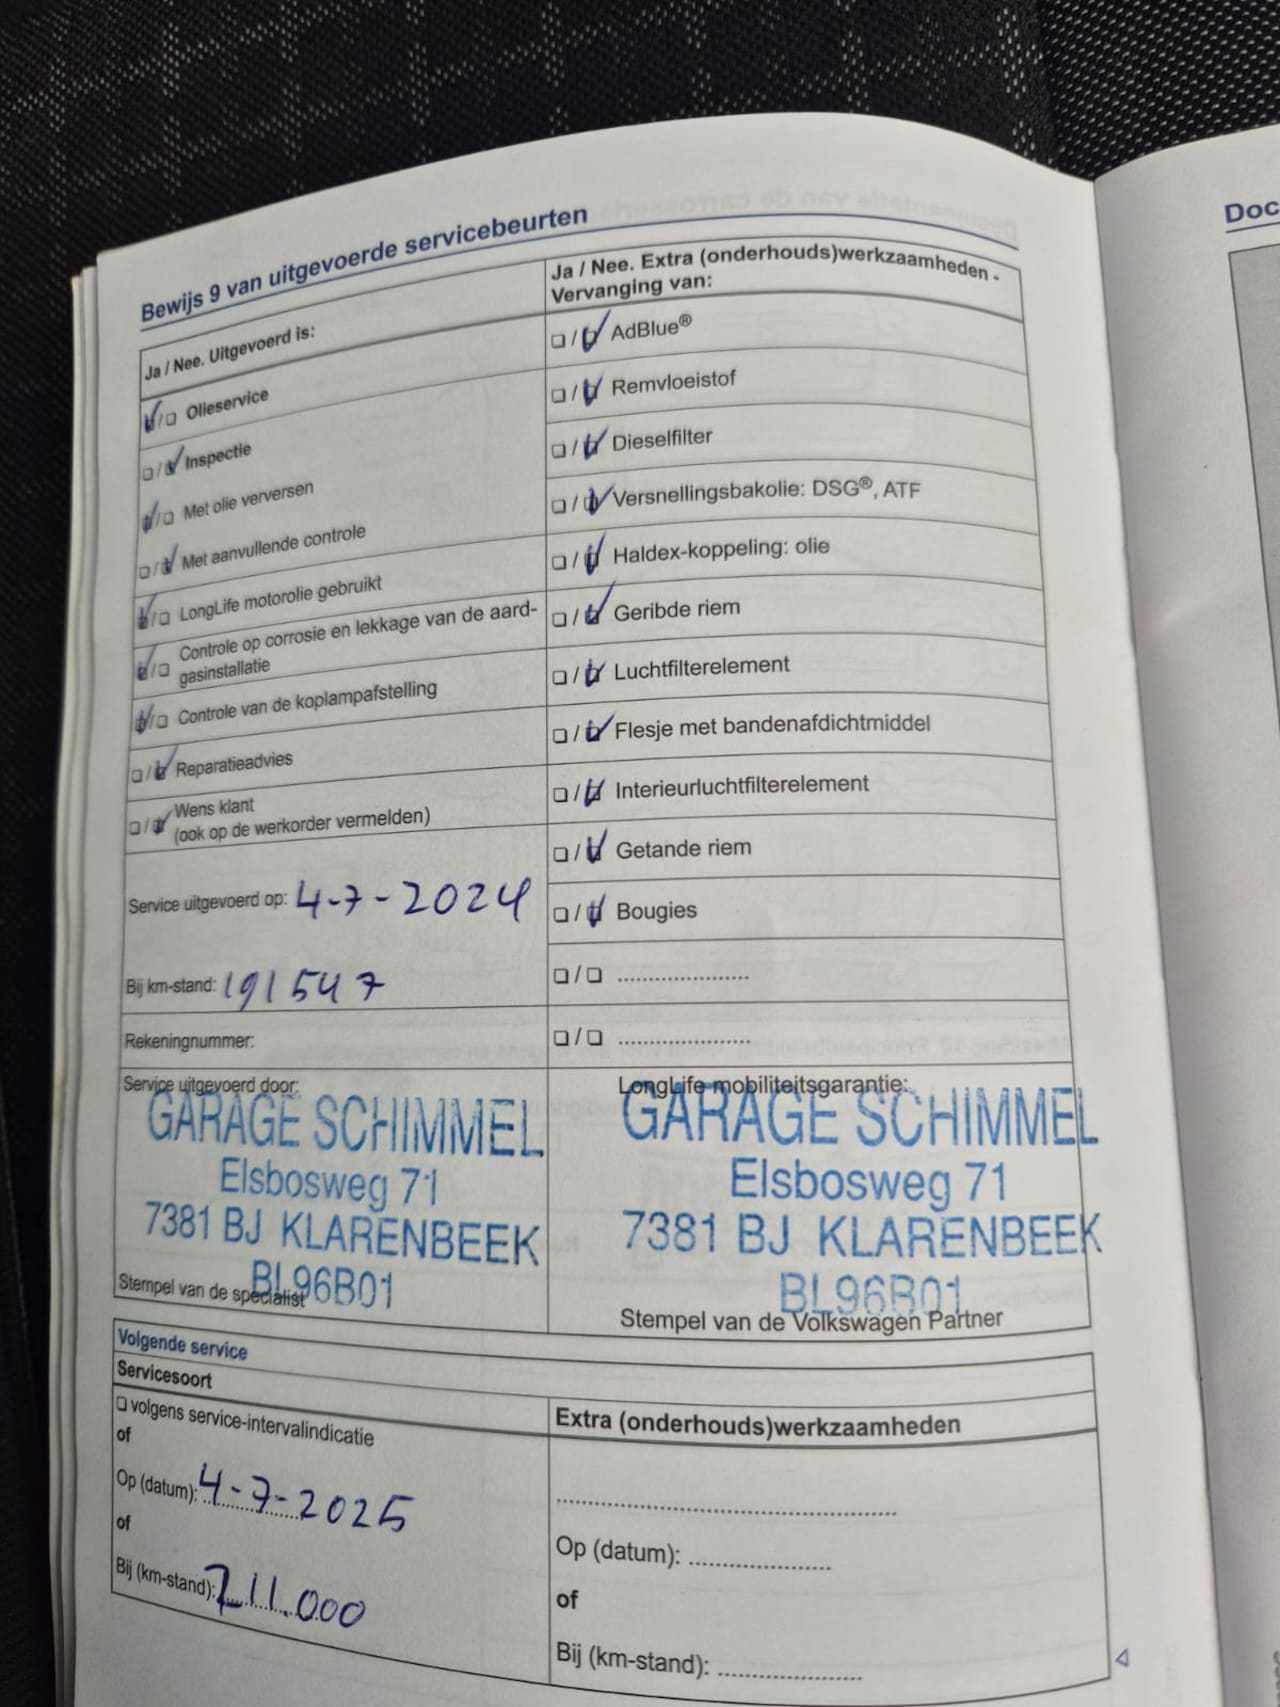 Bewijs 9 van uitgevoerde servicebeurten
Ja / Nee. Uitgevoerd is:
Olieservice
Inspectie
Met olie verversen
Met aanvullende controle
LongLife motorolie gebruikt
Controle op corrosie en lekkage van de aard-
gasinstallatie
Controle van de koplampafstelling
Reparatieadvies
Wens klant
(ook op de werkorder vermelden)
Service uitgevoerd op: 4-7-2024
Bij km-stand: 191547
Rekeningnummer:
Service uitgevoerd door:
GARAGE SCHIMMEL
Elsbosweg 71
7381 BJ KLARENBEEK
BL96B01
Stempel van de specialist
Ja / Nee. Extra (onderhouds)werkzaamheden -
Vervanging van:
AdBlue®
Remvloeistof
Dieselfilter
Versnellingsbakolie: DSG®, ATF
Haldex-koppeling: olie
Geribde riem
Luchtfilterelement
Flesje met bandenafdichtmiddel
Interieurluchtfilterelement
Getande riem
Bougies
LongLife mobiliteitsgarantie:
GARAGE SCHIMMEL
Elsbosweg 71
7381 BJ KLARENBEEK
BL96B01
Stempel van de Volkswagen Partner
Volgende service
Servicesoort
volgens service-intervalindicatie
of
Op (datum): 4-7-2025
of
Bij (km-stand): 211.000
Extra (onderhouds)werkzaamheden
Op (datum):
of
Bij (km-stand):
Doc